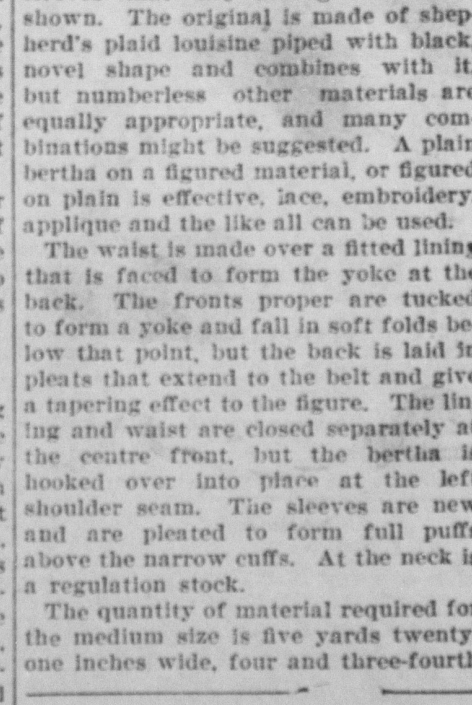 shown. The original is made of shep
herd's plaid louisine piped with black
novel shape and combines with it
but numberless other materials are
equally appropriate, and many com
binations might be suggested. A plain
bertha on a figured material, or figured
on plain is effective, lace, embroidery
applique and the like all can be used.
The waist is made over a fitted lining
that is faced to form the yoke at the
back. The fronts proper are tucked
to form a yoke and fall in soft folds be
low that point, but the back is laid in
pleats that extend to the belt and give
a tapering effect to the figure. The lin
ing and waist are closed separately at
the centre front, but the bertha is
hooked over into place at the left
shoulder seam. The sleeves are new
and are pleated to form full puffs
above the narrow cuffs. At the neck is
a regulation stock.
The quantity of material required for
the medium size is five yards twenty
one inches wide, four and three-fourth